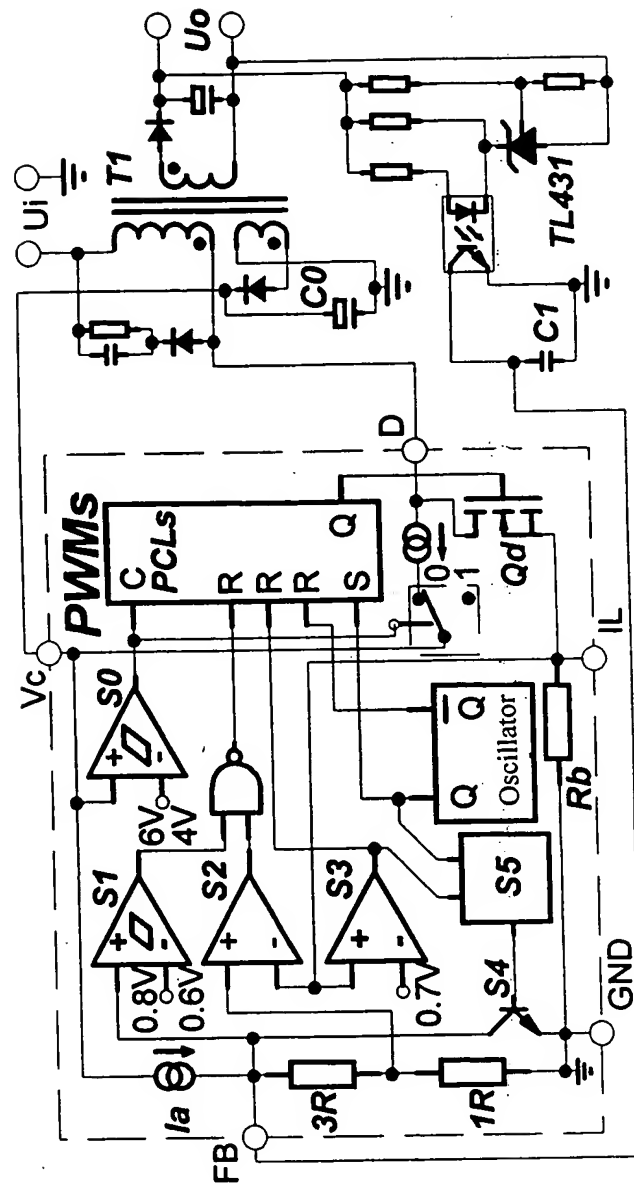 Ui
T1
Uo
C0
C1
TL431
Vc
PWMs
D
S0
6V
4V
C
R
R
R
S
PCLs
Q
0
1
Qd
S1
0.8V
0.6V
S2
S3
0.7V
Q
Q
Oscillator
S5
S4
Rb
IL
Ia
3R
1R
FB
GND